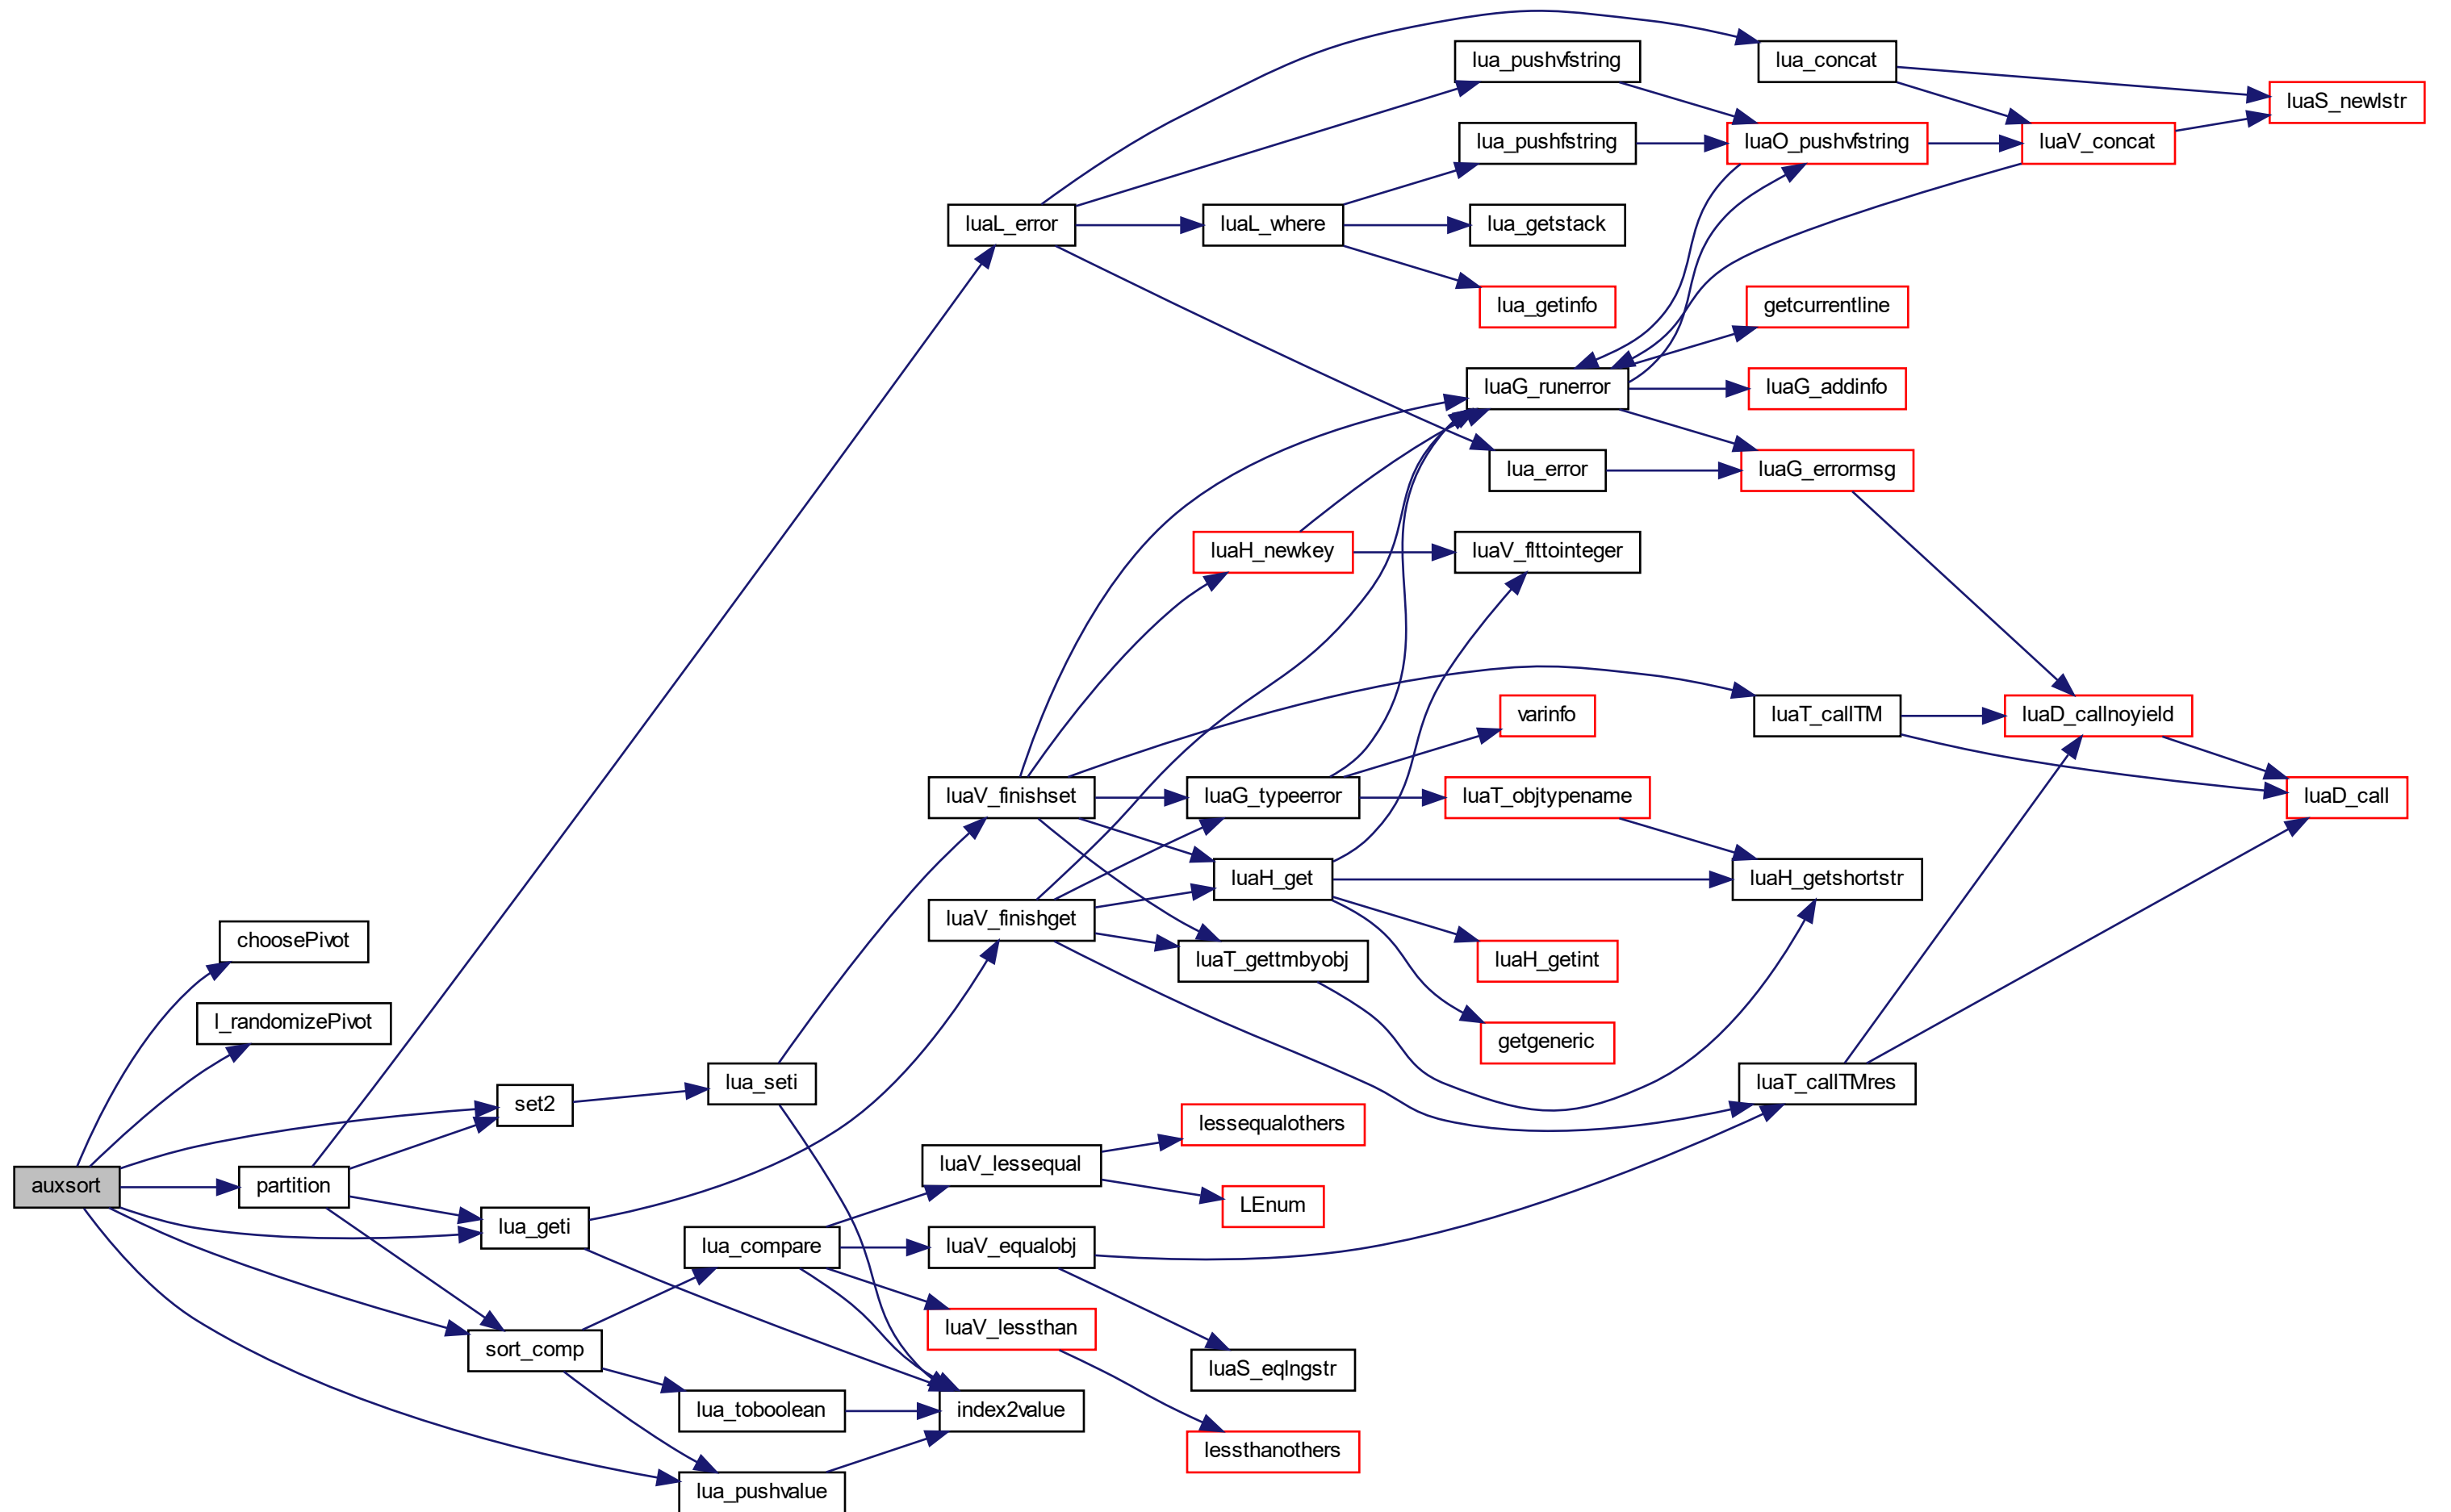 lua_pushvfstring
lua_concat
luaS_newlstr
lua_pushfstring
luaO_pushvfstring
luaV_concat
luaL_error
luaL_where
lua_getstack
lua_getinfo
getcurrentline
luaG_runerror
luaG_addinfo
lua_error
luaG_errormsg
luaH_newkey
luaV_flttointeger
varinfo
luaT_callTM
luaD_callnoyield
luaV_finishset
luaG_typeerror
luaT_objtypename
luaD_call
luaH_get
luaH_getshortstr
choosePivot
luaV_finishget
luaT_gettmbyobj
luaH_getint
l_randomizePivot
getgeneric
set2
lua_seti
luaT_callTMres
lessequalothers
auxsort
partition
luaV_lessequal
LEnum
lua_geti
lua_compare
luaV_equalobj
luaV_lessthan
sort_comp
luaS_eqlngstr
lua_toboolean
index2value
lessthanothers
lua_pushvalue